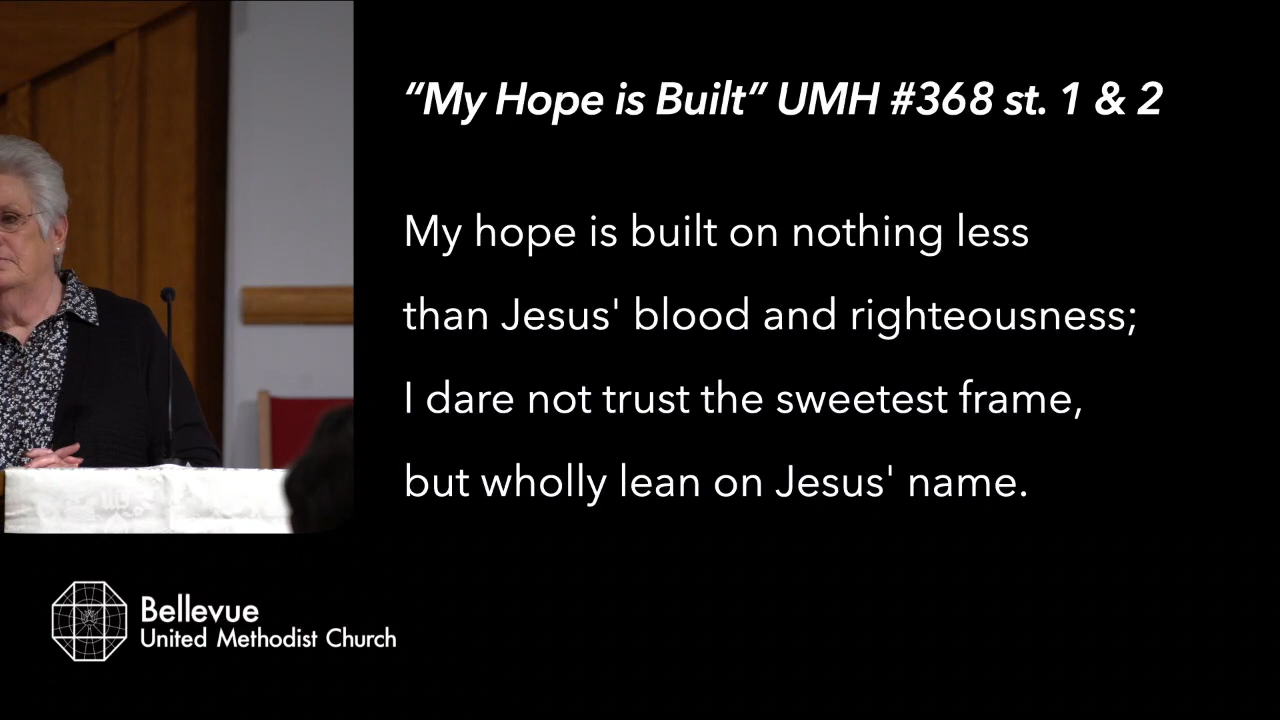 “My Hope is Built” UMH #368 st. 1 & 2
My hope is built on nothing less
than Jesus' blood and righteousness;
I dare not trust the sweetest frame,
but wholly lean on Jesus' name.
Bellevue
United Methodist Church